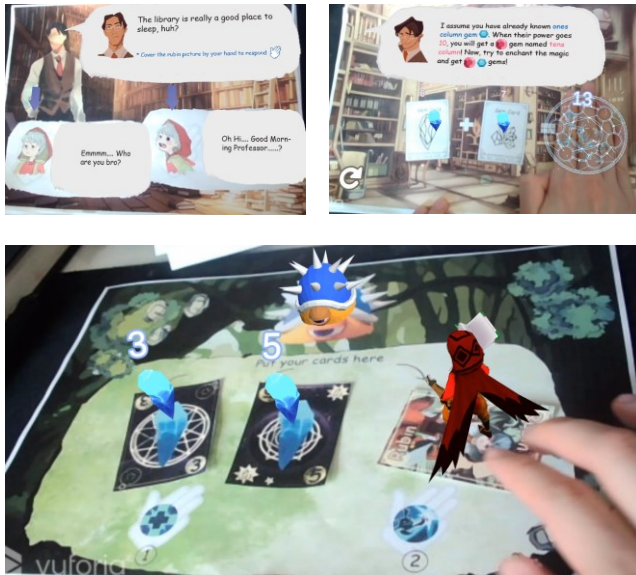 The library is really a good place to
sleep, huh?
* Cover the rubin picture by your hand to respond
Emmmm.... Who
are you bro?
Oh Hi.... Good Morn-
ing Professor.....?
I assume you have already known ones
column gem . When their power goes
10, you will get a gem named tens
column! Now, try to enchant the magic
and get gems!
+
13
3
5
Put your cards here
3
5
Rubin
1
2
vuforia